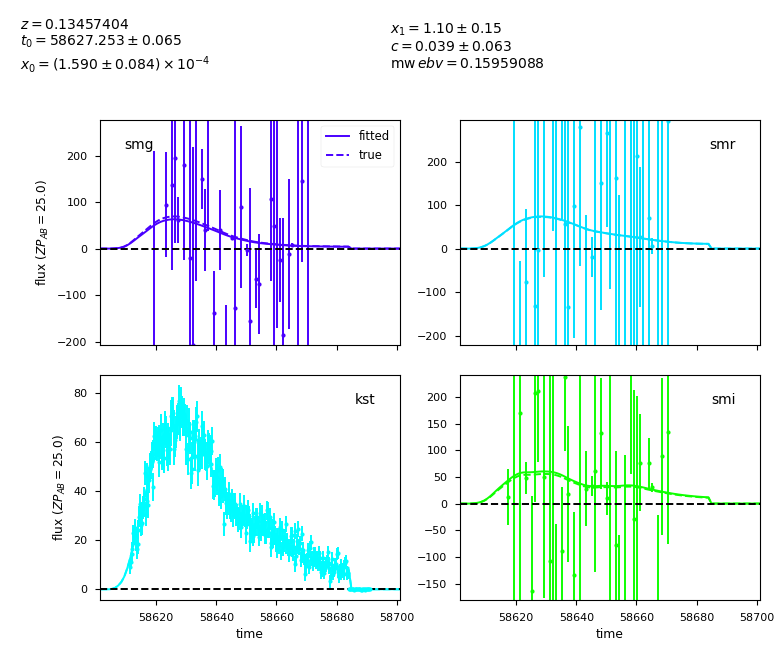 z = 0.13457404
t₀ = 58627.253 ± 0.065
x₀ = (1.590 ± 0.084) × 10⁻⁴
x₁ = 1.10 ± 0.15
c = 0.039 ± 0.063
mw ebv = 0.15959088
smg
fitted
true
200
100
0
−100
−200
flux (ZP_AB = 25.0)
smr
200
100
0
−100
−200
kst
80
60
40
20
0
flux (ZP_AB = 25.0)
58620
58640
58660
58680
58700
time
smi
200
150
100
50
0
−50
−100
−150
58620
58640
58660
58680
58700
time